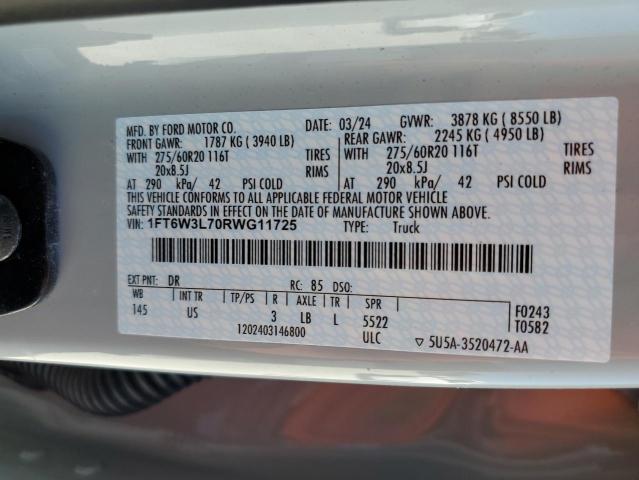 MFD. BY FORD MOTOR CO. DATE: 03/24 GVWR: 3878 KG (8550 LB)
FRONT GAWR: 1787 KG (3940 LB) REAR GAWR: 2245 KG (4950 LB)
WITH 275/60R20 116T TIRES WITH 275/60R20 116T TIRES
20x8.5J RIMS 20x8.5J RIMS
AT 290 kPa/ 42 PSI COLD AT 290 kPa/ 42 PSI COLD
THIS VEHICLE CONFORMS TO ALL APPLICABLE FEDERAL MOTOR VEHICLE
SAFETY STANDARDS IN EFFECT ON THE DATE OF MANUFACTURE SHOWN ABOVE.
VIN: 1FT6W3L70RWG11725 TYPE: Truck
EXT PNT: DR RC: 85 DSO:
WB INT TR TP/PS R AXLE TR SPR F0243
145 US 3 LB L 5522 T0582
1202403146800 ULC ▽ 5U5A-3520472-AA